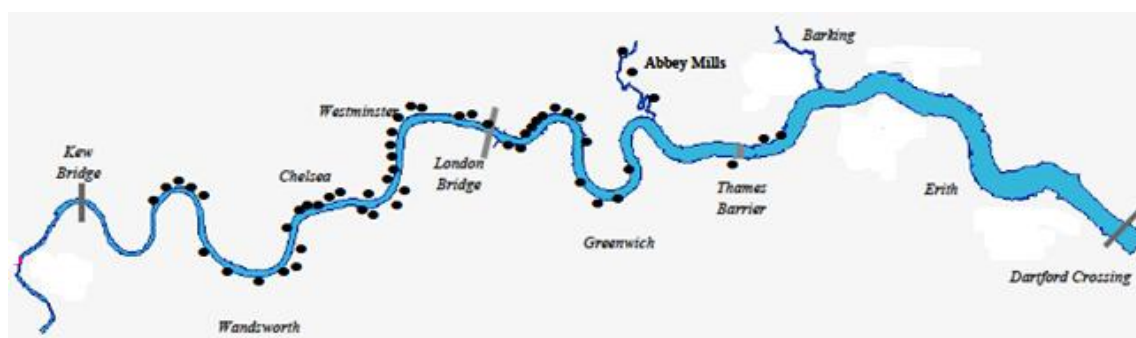 Barking
Abbey Mills
Westminster
Kew
Bridge
London
Bridge
Chelsea
Thames
Barrier
Erith
Greenwich
Dartford Crossing
Wandsworth